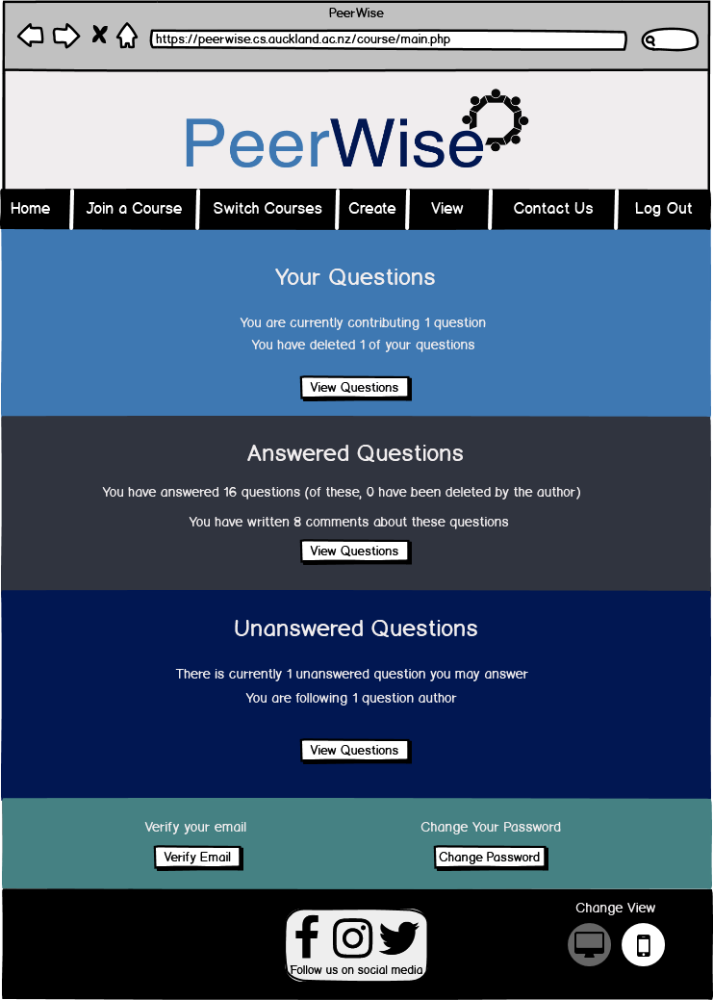 PeerWise
https://peerwise.cs.auckland.ac.nz/course/main.php
PeerWise
Home Join a Course Switch Courses Create View Contact Us Log Out
Your Questions
You are currently contributing 1 question
You have deleted 1 of your questions
View Questions
Answered Questions
You have answered 16 questions (of these, 0 have been deleted by the author)
You have written 8 comments about these questions
View Questions
Unanswered Questions
There is currently 1 unanswered question you may answer
You are following 1 question author
View Questions
Verify your email Change Your Password
Verify Email Change Password
Change View
Follow us on social media